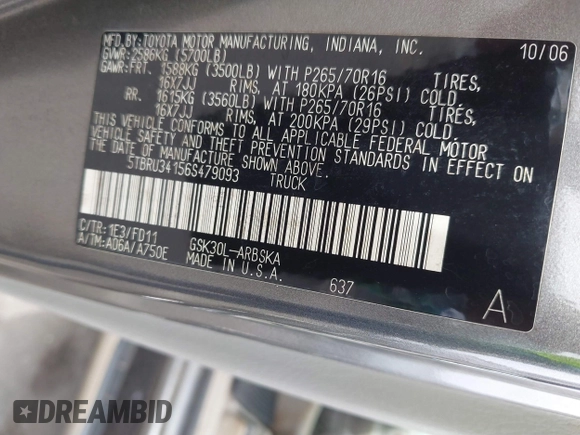 MFD. BY: TOYOTA MOTOR MANUFACTURING, INDIANA, INC. 10/06
GVWR: 2586KG (5700LB)
GAWR: FRT. 1588KG (3500LB) WITH P265/70R16 TIRES,
16X7JJ RIMS, AT 180KPA (26PSI) COLD.
RR. 1615KG (3560LB) WITH P265/70R16 TIRES,
16X7JJ RIMS, AT 200KPA (29PSI) COLD.
THIS VEHICLE CONFORMS TO ALL APPLICABLE FEDERAL MOTOR
VEHICLE SAFETY AND THEFT PREVENTION STANDARDS IN EFFECT ON
THE DATE OF MANUFACTURE SHOWN ABOVE.
5TBRU34156S479093 TRUCK
C/TR: 1E3/FD11
A/TM: A06A/A750E
GSK30L-ARBSKA
MADE IN U.S.A.
637
A
DREAMBID